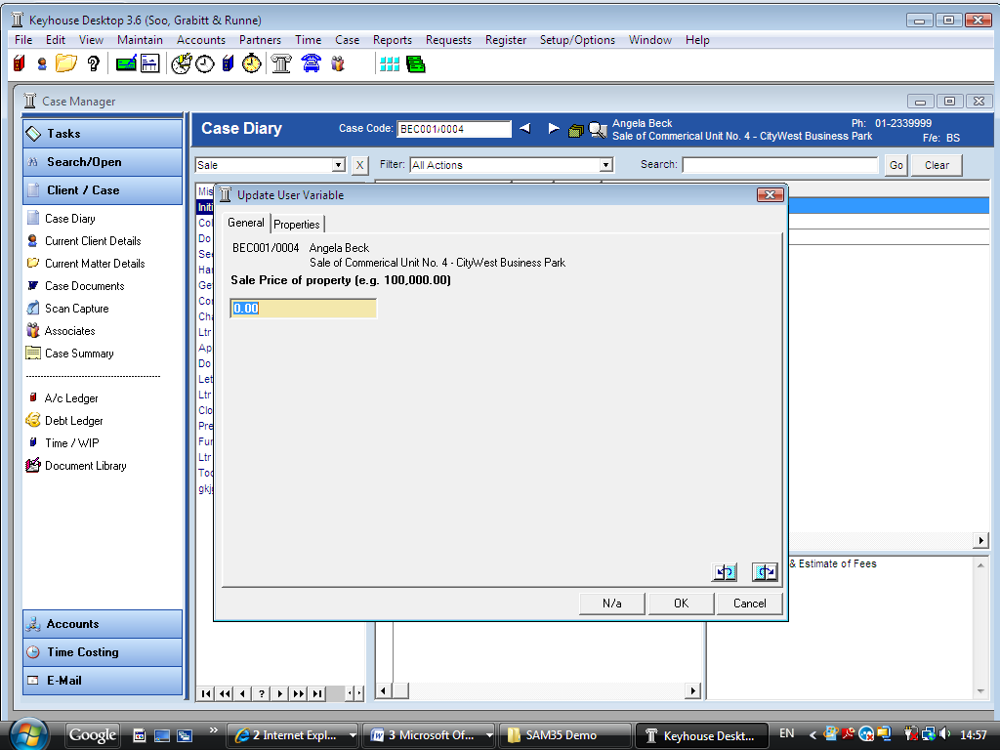 Keyhouse Desktop 3.6 (Soo, Grabitt & Runne)
File Edit View Maintain Accounts Partners Time Case Reports Requests Register Setup/Options Window Help
Case Manager
Tasks
Search/Open
Client / Case
Case Diary
Current Client Details
Current Matter Details
Case Documents
Scan Capture
Associates
Case Summary
A/c Ledger
Debt Ledger
Time / WIP
Document Library
Accounts
Time Costing
E-Mail
Case Diary Case Code: BEC001/0004
Angela Beck Ph: 01-2339999
Sale of Commerical Unit No. 4 - CityWest Business Park F/e: BS
Sale X Filter: All Actions Search: Go Clear
Mis
Initi
Col
Do
See
Har
Get
Cor
Cha
Ltr
App
Do
Let
Ltr
Clo
Pre
Fur
Ltr
Too
gkj
Update User Variable
General Properties
BEC001/0004 Angela Beck
Sale of Commerical Unit No. 4 - CityWest Business Park
Sale Price of property (e.g. 100,000.00)
0.00
N/a OK Cancel
& Estimate of Fees
Google » 2 Internet Expl... 3 Microsoft Of... SAM35 Demo Keyhouse Deskt... EN < 14:57